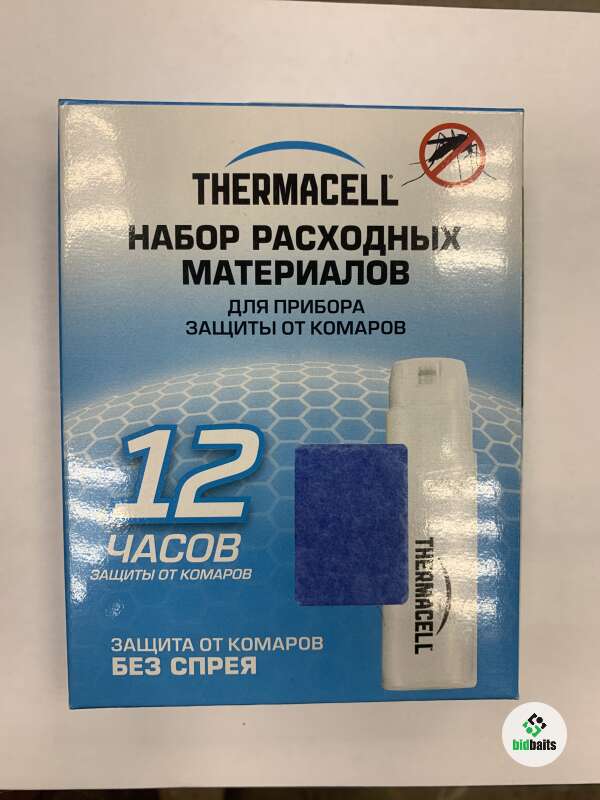 THERMACELL
НАБОР РАСХОДНЫХ
МАТЕРИАЛОВ
ДЛЯ ПРИБОРА
ЗАЩИТЫ ОТ КОМАРОВ
12
ЧАСОВ
ЗАЩИТЫ ОТ КОМАРОВ
THERMACELL
ЗАЩИТА ОТ КОМАРОВ
БЕЗ СПРЕЯ
bidbaits